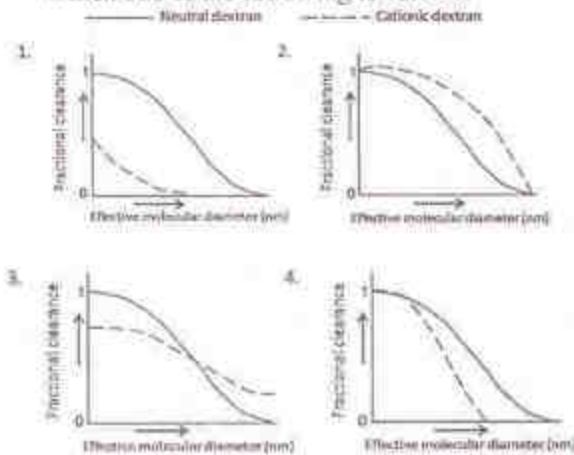 Neutral dextran Cationic dextran
1.
Fractional clearance
1
0
Effective molecular diameter (nm)
2.
Fractional clearance
1
0
Effective molecular diameter (nm)
3.
Fractional clearance
1
0
Effective molecular diameter (nm)
4.
Fractional clearance
1
0
Effective molecular diameter (nm)